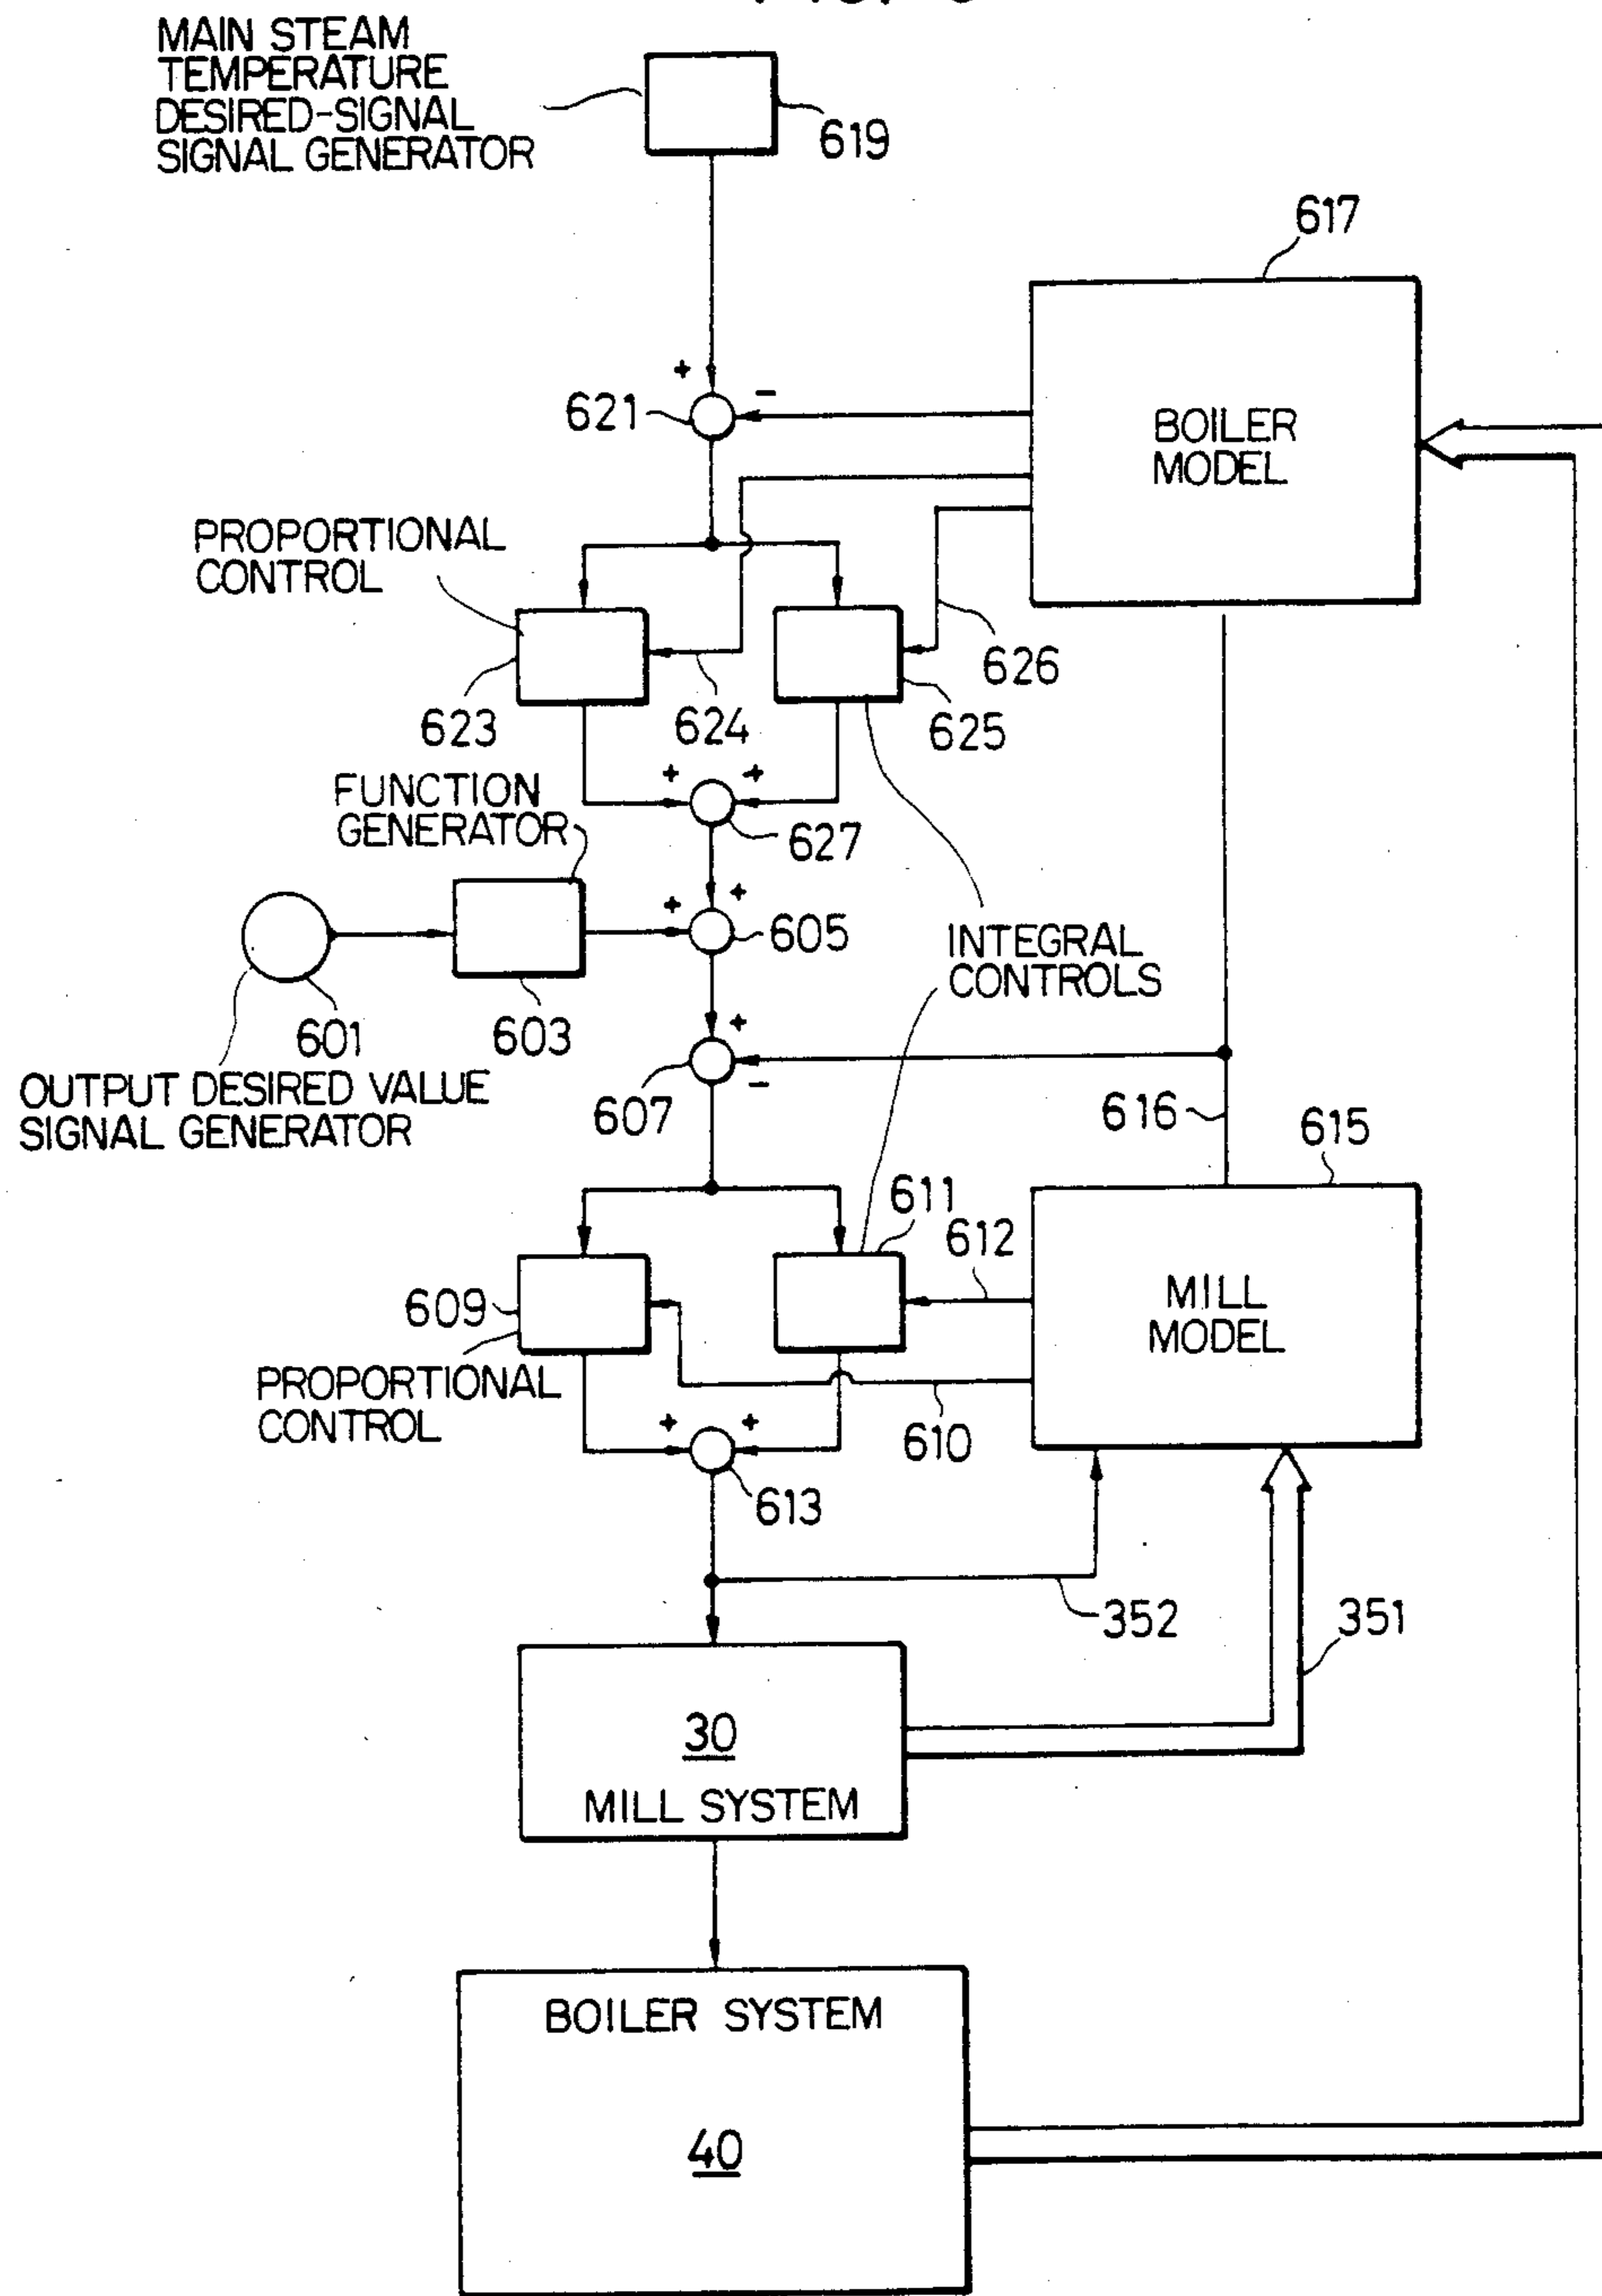 MAIN STEAM
TEMPERATURE
DESIRED-SIGNAL
SIGNAL GENERATOR
619
617
+
-
621
BOILER
MODEL
PROPORTIONAL
CONTROL
626
623
624
625
FUNCTION
GENERATOR
+
+
627
+
+
605
INTEGRAL
CONTROLS
601
603
+
OUTPUT DESIRED VALUE
SIGNAL GENERATOR
-
607
616
615
611
612
609
MILL
MODEL
PROPORTIONAL
CONTROL
+
+
610
613
352
351
30
MILL SYSTEM
BOILER SYSTEM
40